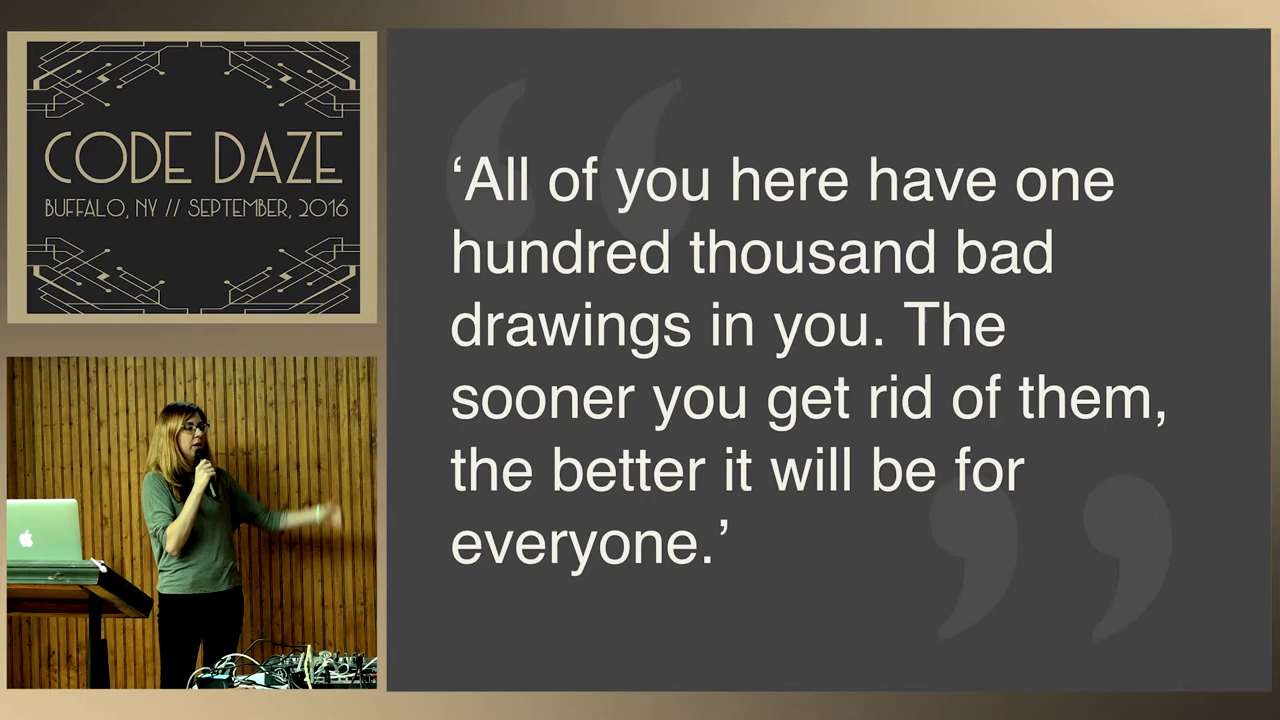 CODE DAZE
BUFFALO, NY // SEPTEMBER, 2016
‘All of you here have one
hundred thousand bad
drawings in you. The
sooner you get rid of them,
the better it will be for
everyone.’